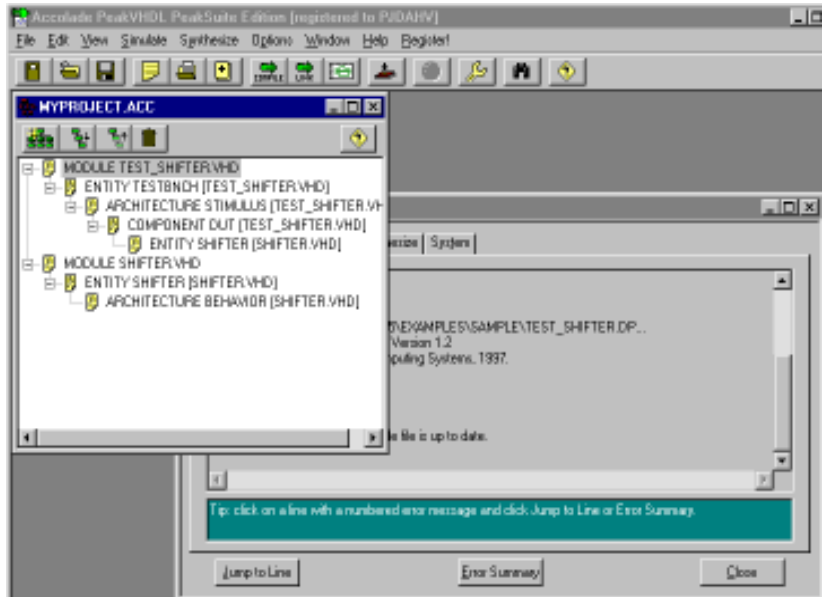 Accolade PeakVHDL PeakSuite Edition [registered to PJDAHV]
File Edit View Simulate Synthesize Options Window Help Register!
COMPILE LINK
MYPROJECT.ACC
MODULE TEST_SHIFTER.VHD
ENTITY TESTBNCH [TEST_SHIFTER.VHD]
ARCHITECTURE STIMULUS [TEST_SHIFTER.VH
COMPONENT DUT [TEST_SHIFTER.VHD]
ENTITY SHIFTER [SHIFTER.VHD]
MODULE SHIFTER.VHD
ENTITY SHIFTER [SHIFTER.VHD]
ARCHITECTURE BEHAVIOR [SHIFTER.VHD]
System
\EXAMPLES\SAMPLE\TEST_SHIFTER.DP...
Version 1.2
puting Systems, 1997.
file is up to date.
Tip: click on a line with a numbered error message and click Jump to Line or Error Summary.
Jump to Line Error Summary Close